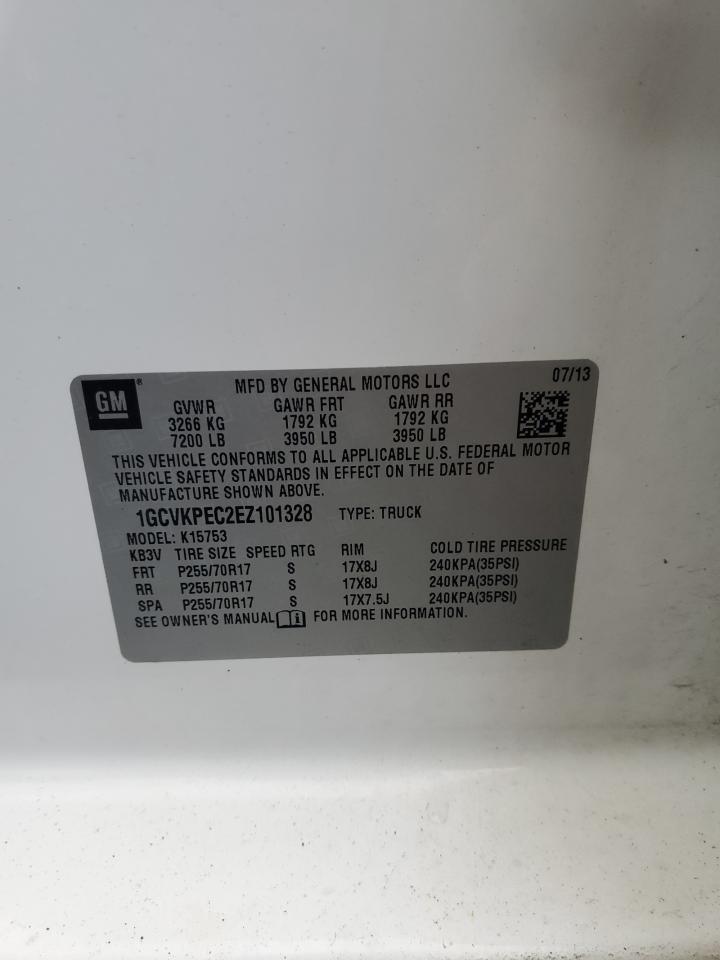 GM ®
MFD BY GENERAL MOTORS LLC 07/13
GVWR GAWR FRT GAWR RR
3266 KG 1792 KG 1792 KG
7200 LB 3950 LB 3950 LB
THIS VEHICLE CONFORMS TO ALL APPLICABLE U.S. FEDERAL MOTOR
VEHICLE SAFETY STANDARDS IN EFFECT ON THE DATE OF
MANUFACTURE SHOWN ABOVE.
1GCVKPEC2EZ101328 TYPE: TRUCK
MODEL: K15753
KB3V TIRE SIZE SPEED RTG RIM COLD TIRE PRESSURE
FRT P255/70R17 S 17X8J 240KPA(35PSI)
RR P255/70R17 S 17X8J 240KPA(35PSI)
SPA P255/70R17 S 17X7.5J 240KPA(35PSI)
SEE OWNER'S MANUAL i FOR MORE INFORMATION.